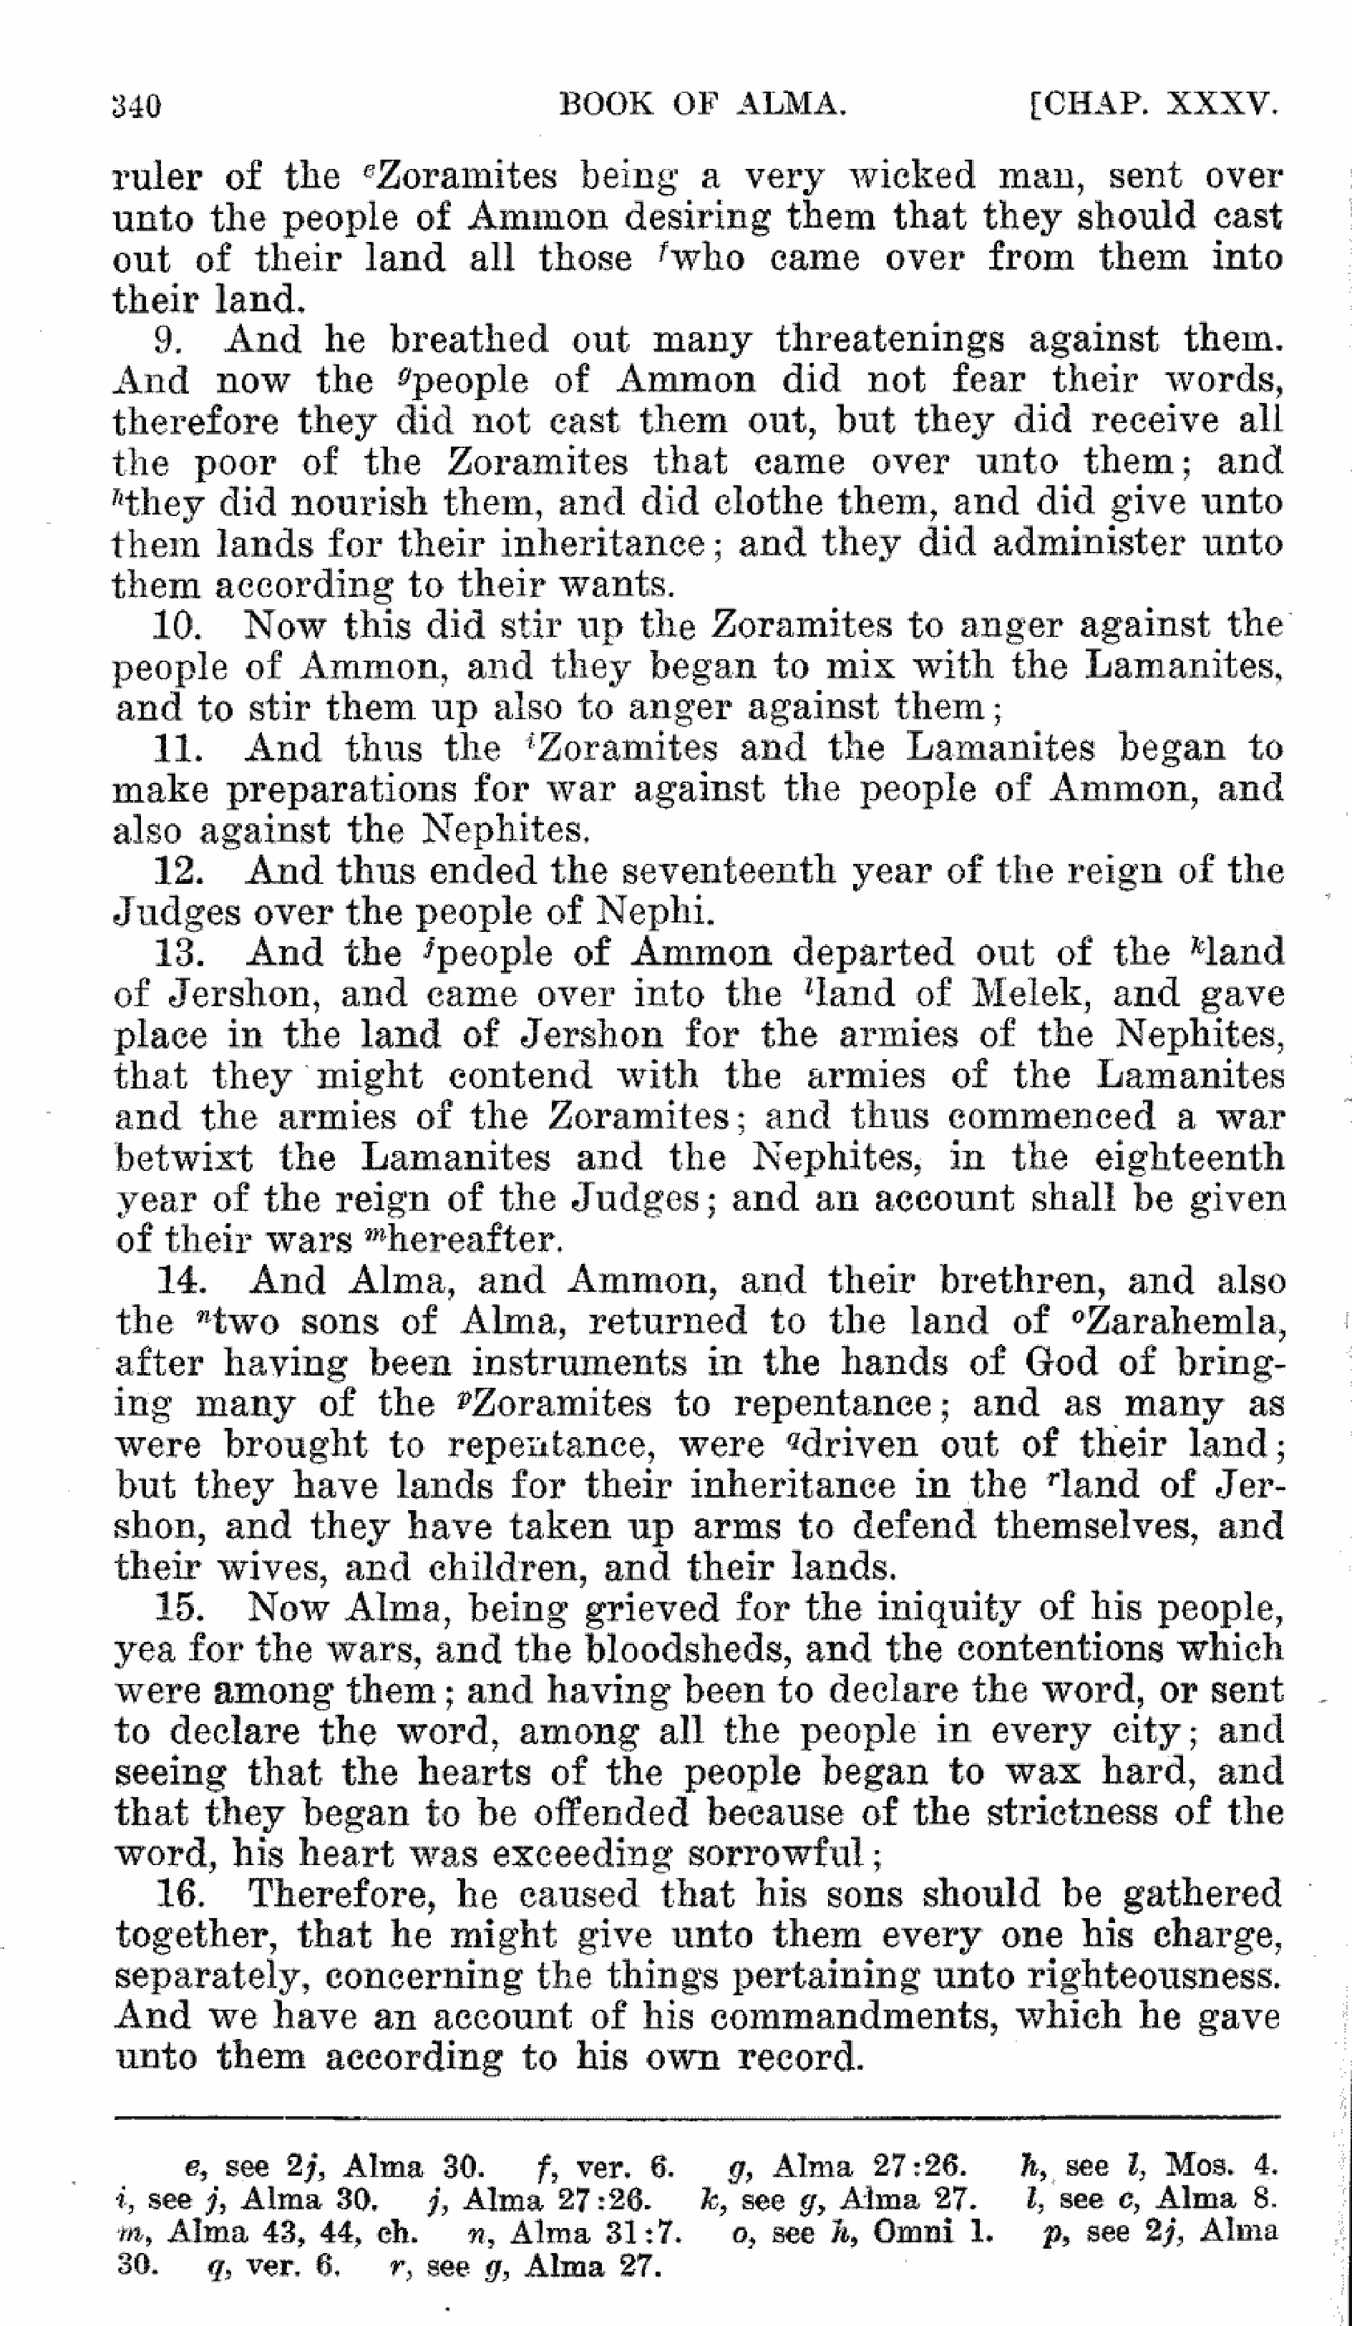 340 BOOK OF ALMA. [CHAP. XXXV.
ruler of the eZoramites being a very wicked man, sent over
unto the people of Ammon desiring them that they should cast
out of their land all those fwho came over from them into
their land.
9. And he breathed out many threatenings against them.
And now the gpeople of Ammon did not fear their words,
therefore they did not cast them out, but they did receive all
the poor of the Zoramites that came over unto them; and
hthey did nourish them, and did clothe them, and did give unto
them lands for their inheritance; and they did administer unto
them according to their wants.
10. Now this did stir up the Zoramites to anger against the
people of Ammon, and they began to mix with the Lamanites,
and to stir them up also to anger against them;
11. And thus the iZoramites and the Lamanites began to
make preparations for war against the people of Ammon, and
also against the Nephites.
12. And thus ended the seventeenth year of the reign of the
Judges over the people of Nephi.
13. And the jpeople of Ammon departed out of the kland
of Jershon, and came over into the lland of Melek, and gave
place in the land of Jershon for the armies of the Nephites,
that they might contend with the armies of the Lamanites
and the armies of the Zoramites; and thus commenced a war
betwixt the Lamanites and the Nephites, in the eighteenth
year of the reign of the Judges; and an account shall be given
of their wars mhereafter.
14. And Alma, and Ammon, and their brethren, and also
the ntwo sons of Alma, returned to the land of oZarahemla,
after having been instruments in the hands of God of bring-
ing many of the pZoramites to repentance; and as many as
were brought to repentance, were qdriven out of their land;
but they have lands for their inheritance in the rland of Jer-
shon, and they have taken up arms to defend themselves, and
their wives, and children, and their lands.
15. Now Alma, being grieved for the iniquity of his people,
yea for the wars, and the bloodsheds, and the contentions which
were among them; and having been to declare the word, or sent
to declare the word, among all the people in every city; and
seeing that the hearts of the people began to wax hard, and
that they began to be offended because of the strictness of the
word, his heart was exceeding sorrowful;
16. Therefore, he caused that his sons should be gathered
together, that he might give unto them every one his charge,
separately, concerning the things pertaining unto righteousness.
And we have an account of his commandments, which he gave
unto them according to his own record.
e, see 2j, Alma 30. f, ver. 6. g, Alma 27:26. h, see l, Mos. 4.
i, see j, Alma 30. j, Alma 27:26. k, see g, Alma 27. l, see c, Alma 8.
m, Alma 43, 44, ch. n, Alma 31:7. o, see h, Omni 1. p, see 2j, Alma
30. q, ver. 6. r, see g, Alma 27.